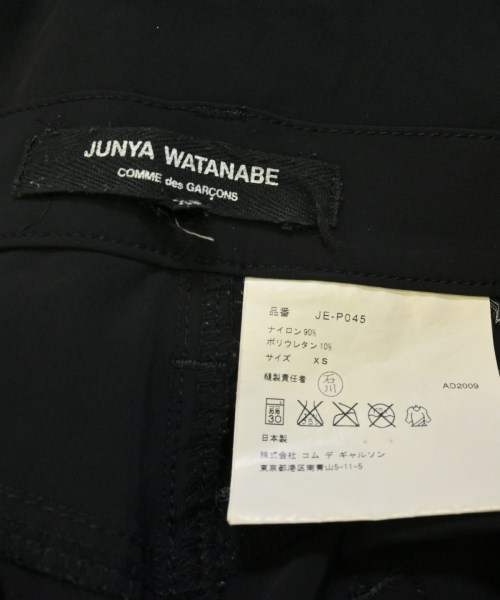 JUNYA WATANABE
COMME des GARÇONS
品番 JE-P045
ナイロン 90%
ポリウレタン 10%
サイズ XS
縫製責任者 石川
AD2009
30
日本製
株式会社 コム デ ギャルソン
東京都港区南青山5-11-5